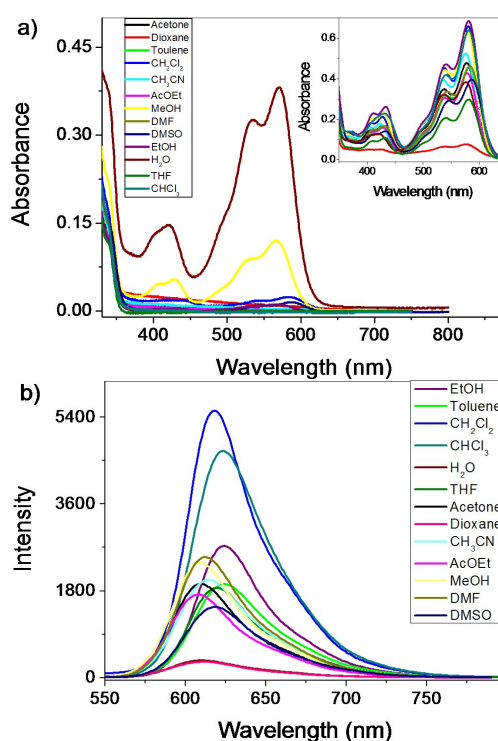 a)
Absorbance
0.45
0.30
0.15
0.00
Acetone
Dioxane
Toulene
CH₂Cl₂
CH₃CN
AcOEt
MeOH
DMF
DMSO
EtOH
H₂O
THF
CHCl₃
Absorbance
0.6
0.4
0.2
0.0
400 500 600
Wavelength (nm)
400 500 600 700 800
Wavelength (nm)
b)
Intensity
5400
3600
1800
0
EtOH
Toluene
CH₂Cl₂
CHCl₃
H₂O
THF
Acetone
Dioxane
CH₃CN
AcOEt
MeOH
DMF
DMSO
550 600 650 700 750
Wavelength (nm)